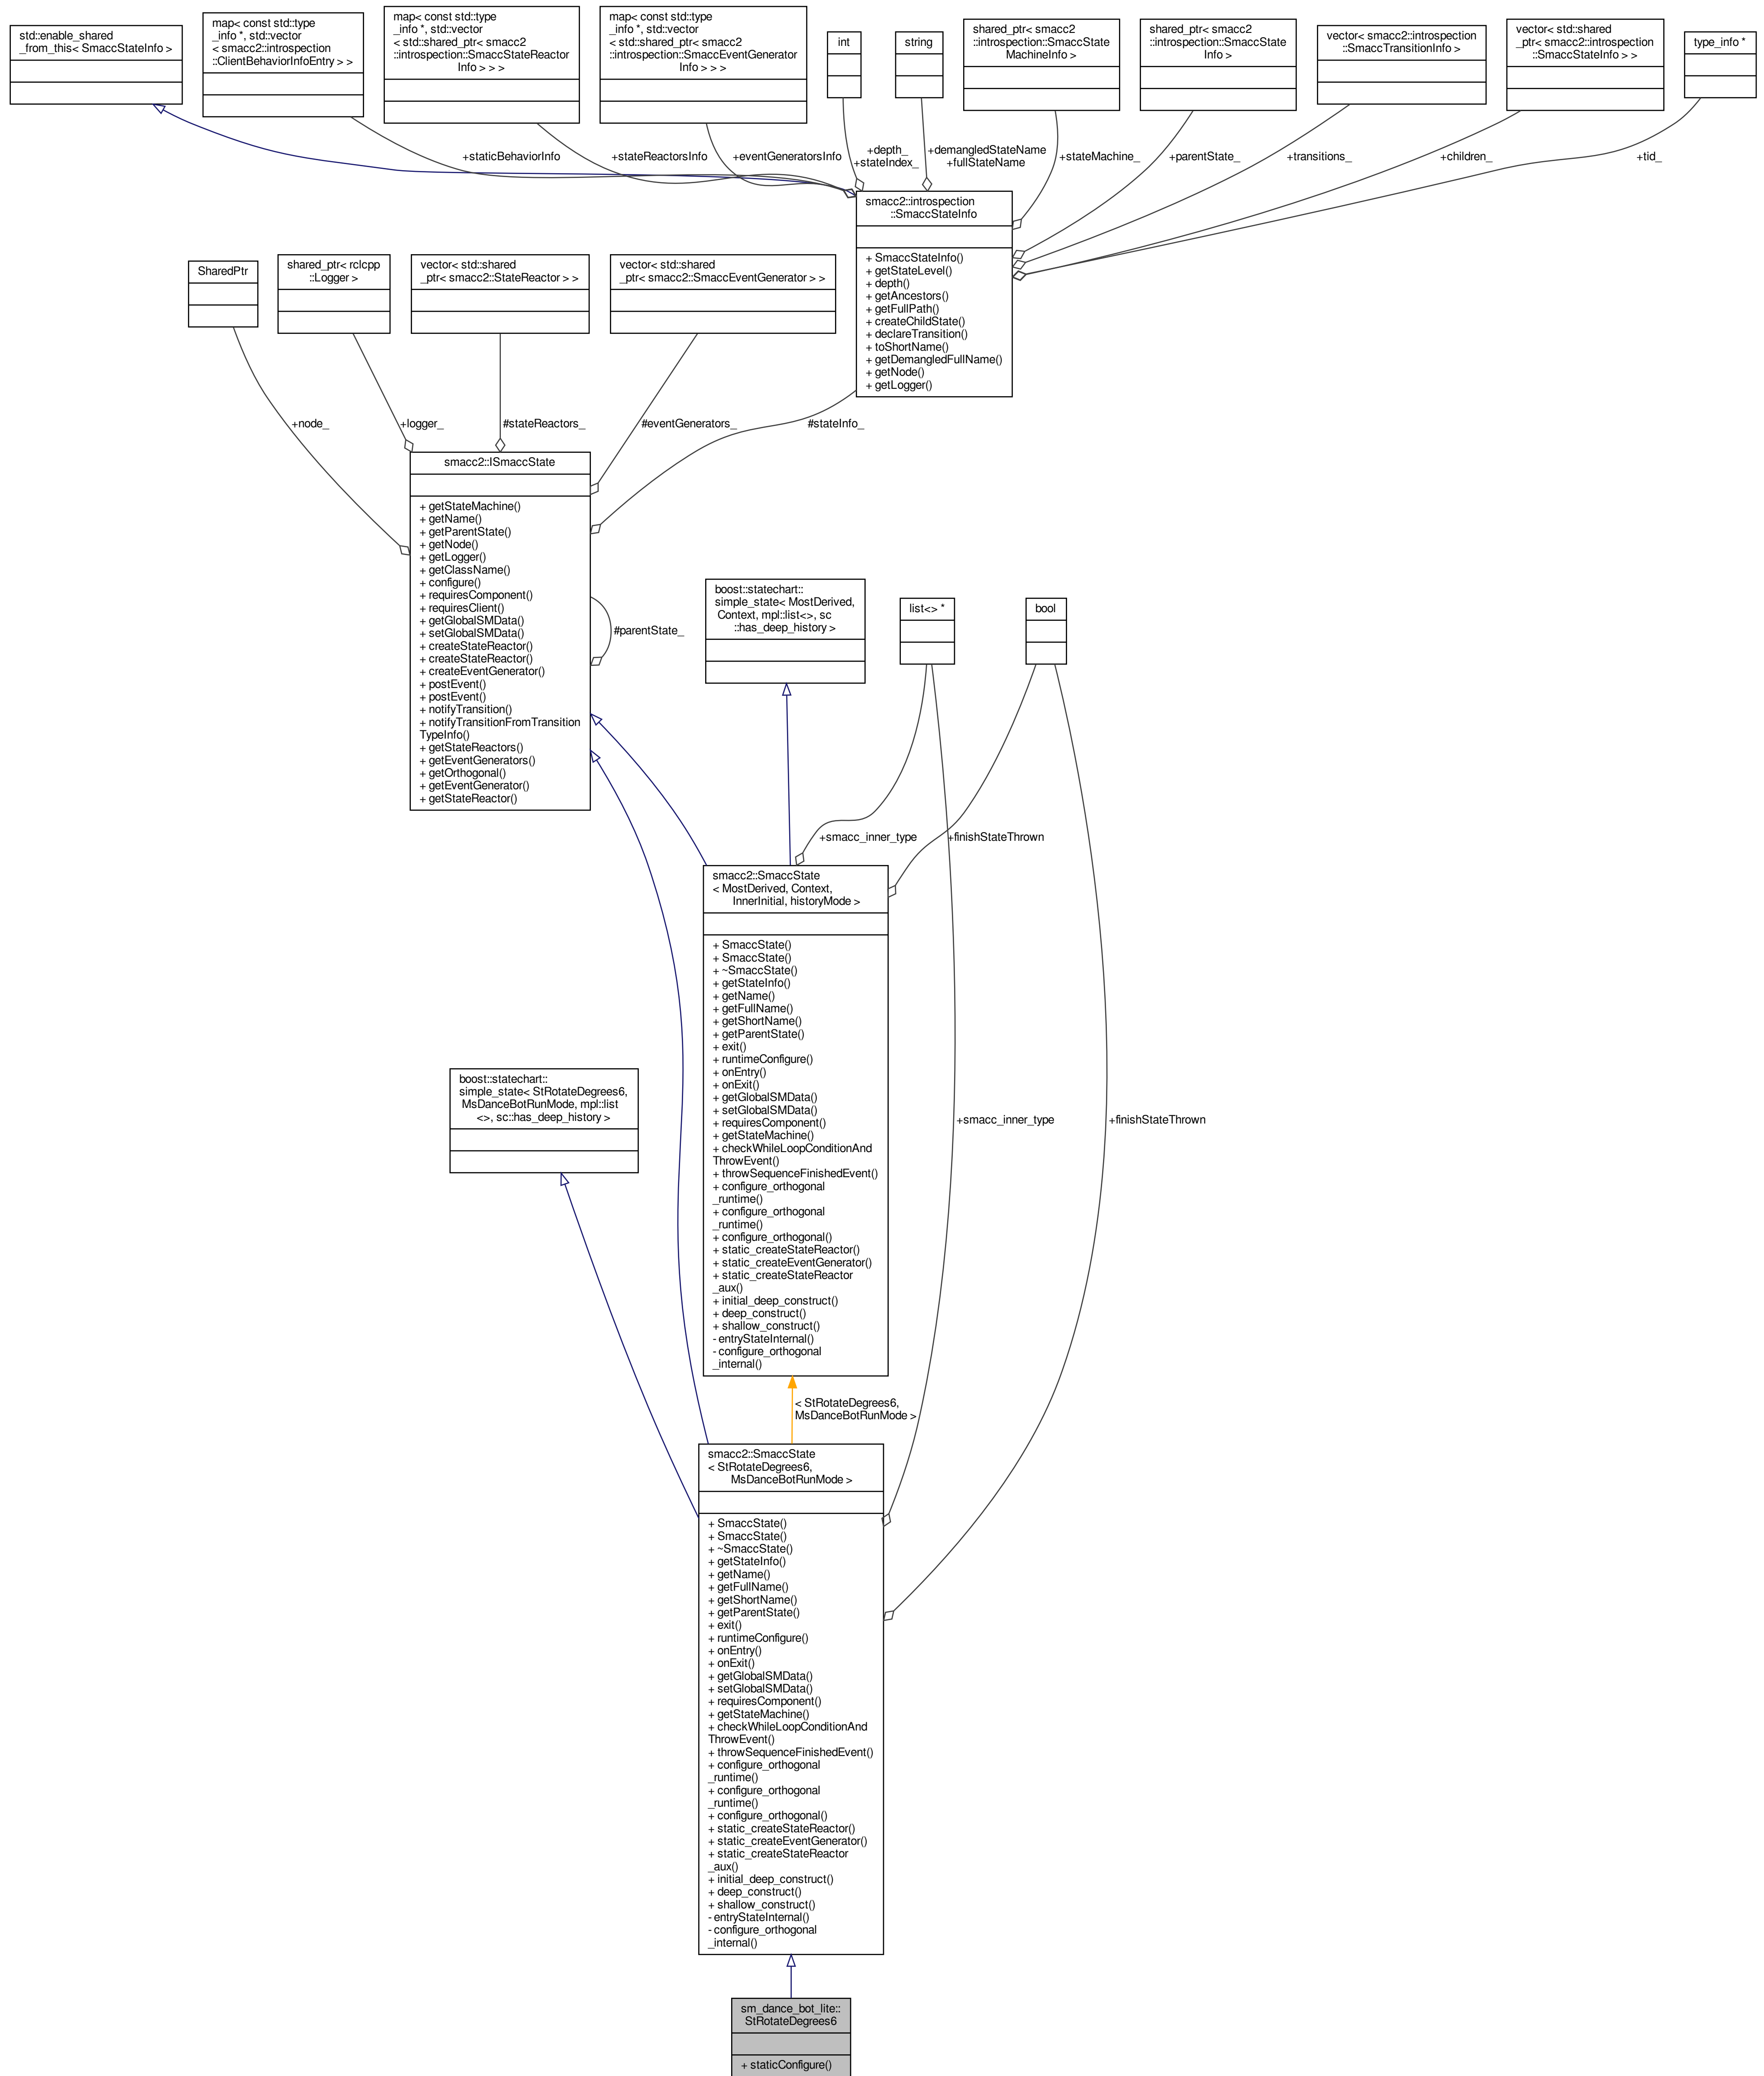 std::enable_shared
_from_this< SmaccStateInfo >
map< const std::type
_info *, std::vector
< smacc2::introspection
::ClientBehaviorInfoEntry > >
map< const std::type
_info *, std::vector
< std::shared_ptr< smacc2
::introspection::SmaccStateReactor
Info > > >
map< const std::type
_info *, std::vector
< std::shared_ptr< smacc2
::introspection::SmaccEventGenerator
Info > > >
int
string
shared_ptr< smacc2
::introspection::SmaccState
MachineInfo >
shared_ptr< smacc2
::introspection::SmaccState
Info >
vector< smacc2::introspection
::SmaccTransitionInfo >
vector< std::shared
_ptr< smacc2::introspection
::SmaccStateInfo > >
type_info *
+staticBehaviorInfo
+stateReactorsInfo
+eventGeneratorsInfo
+depth_
+stateIndex_
+demangledStateName
+fullStateName
+stateMachine_
+parentState_
+transitions_
+children_
+tid_
smacc2::introspection
::SmaccStateInfo
+ SmaccStateInfo()
+ getStateLevel()
+ depth()
+ getAncestors()
+ getFullPath()
+ createChildState()
+ declareTransition()
+ toShortName()
+ getDemangledFullName()
+ getNode()
+ getLogger()
SharedPtr
shared_ptr< rclcpp
::Logger >
vector< std::shared
_ptr< smacc2::StateReactor > >
vector< std::shared
_ptr< smacc2::SmaccEventGenerator > >
+node_
+logger_
#stateReactors_
#eventGenerators_
#stateInfo_
smacc2::ISmaccState
+ getStateMachine()
+ getName()
+ getParentState()
+ getNode()
+ getLogger()
+ getClassName()
+ configure()
+ requiresComponent()
+ requiresClient()
+ getGlobalSMData()
+ setGlobalSMData()
+ createStateReactor()
+ createStateReactor()
+ createEventGenerator()
+ postEvent()
+ postEvent()
+ notifyTransition()
+ notifyTransitionFromTransition
TypeInfo()
+ getStateReactors()
+ getEventGenerators()
+ getOrthogonal()
+ getEventGenerator()
+ getStateReactor()
#parentState_
boost::statechart::
simple_state< MostDerived,
Context, mpl::list<>, sc
::has_deep_history >
list<> *
bool
+smacc_inner_type
+finishStateThrown
smacc2::SmaccState
< MostDerived, Context,
InnerInitial, historyMode >
+ SmaccState()
+ SmaccState()
+ ~SmaccState()
+ getStateInfo()
+ getName()
+ getFullName()
+ getShortName()
+ getParentState()
+ exit()
+ runtimeConfigure()
+ onEntry()
+ onExit()
+ getGlobalSMData()
+ setGlobalSMData()
+ requiresComponent()
+ getStateMachine()
+ checkWhileLoopConditionAnd
ThrowEvent()
+ throwSequenceFinishedEvent()
+ configure_orthogonal
_runtime()
+ configure_orthogonal
_runtime()
+ configure_orthogonal()
+ static_createStateReactor()
+ static_createEventGenerator()
+ static_createStateReactor
_aux()
+ initial_deep_construct()
+ deep_construct()
+ shallow_construct()
- entryStateInternal()
- configure_orthogonal
_internal()
boost::statechart::
simple_state< StRotateDegrees6,
MsDanceBotRunMode, mpl::list
<>, sc::has_deep_history >
+smacc_inner_type
+finishStateThrown
< StRotateDegrees6,
MsDanceBotRunMode >
smacc2::SmaccState
< StRotateDegrees6,
MsDanceBotRunMode >
+ SmaccState()
+ SmaccState()
+ ~SmaccState()
+ getStateInfo()
+ getName()
+ getFullName()
+ getShortName()
+ getParentState()
+ exit()
+ runtimeConfigure()
+ onEntry()
+ onExit()
+ getGlobalSMData()
+ setGlobalSMData()
+ requiresComponent()
+ getStateMachine()
+ checkWhileLoopConditionAnd
ThrowEvent()
+ throwSequenceFinishedEvent()
+ configure_orthogonal
_runtime()
+ configure_orthogonal
_runtime()
+ configure_orthogonal()
+ static_createStateReactor()
+ static_createEventGenerator()
+ static_createStateReactor
_aux()
+ initial_deep_construct()
+ deep_construct()
+ shallow_construct()
- entryStateInternal()
- configure_orthogonal
_internal()
sm_dance_bot_lite::
StRotateDegrees6
+ staticConfigure()